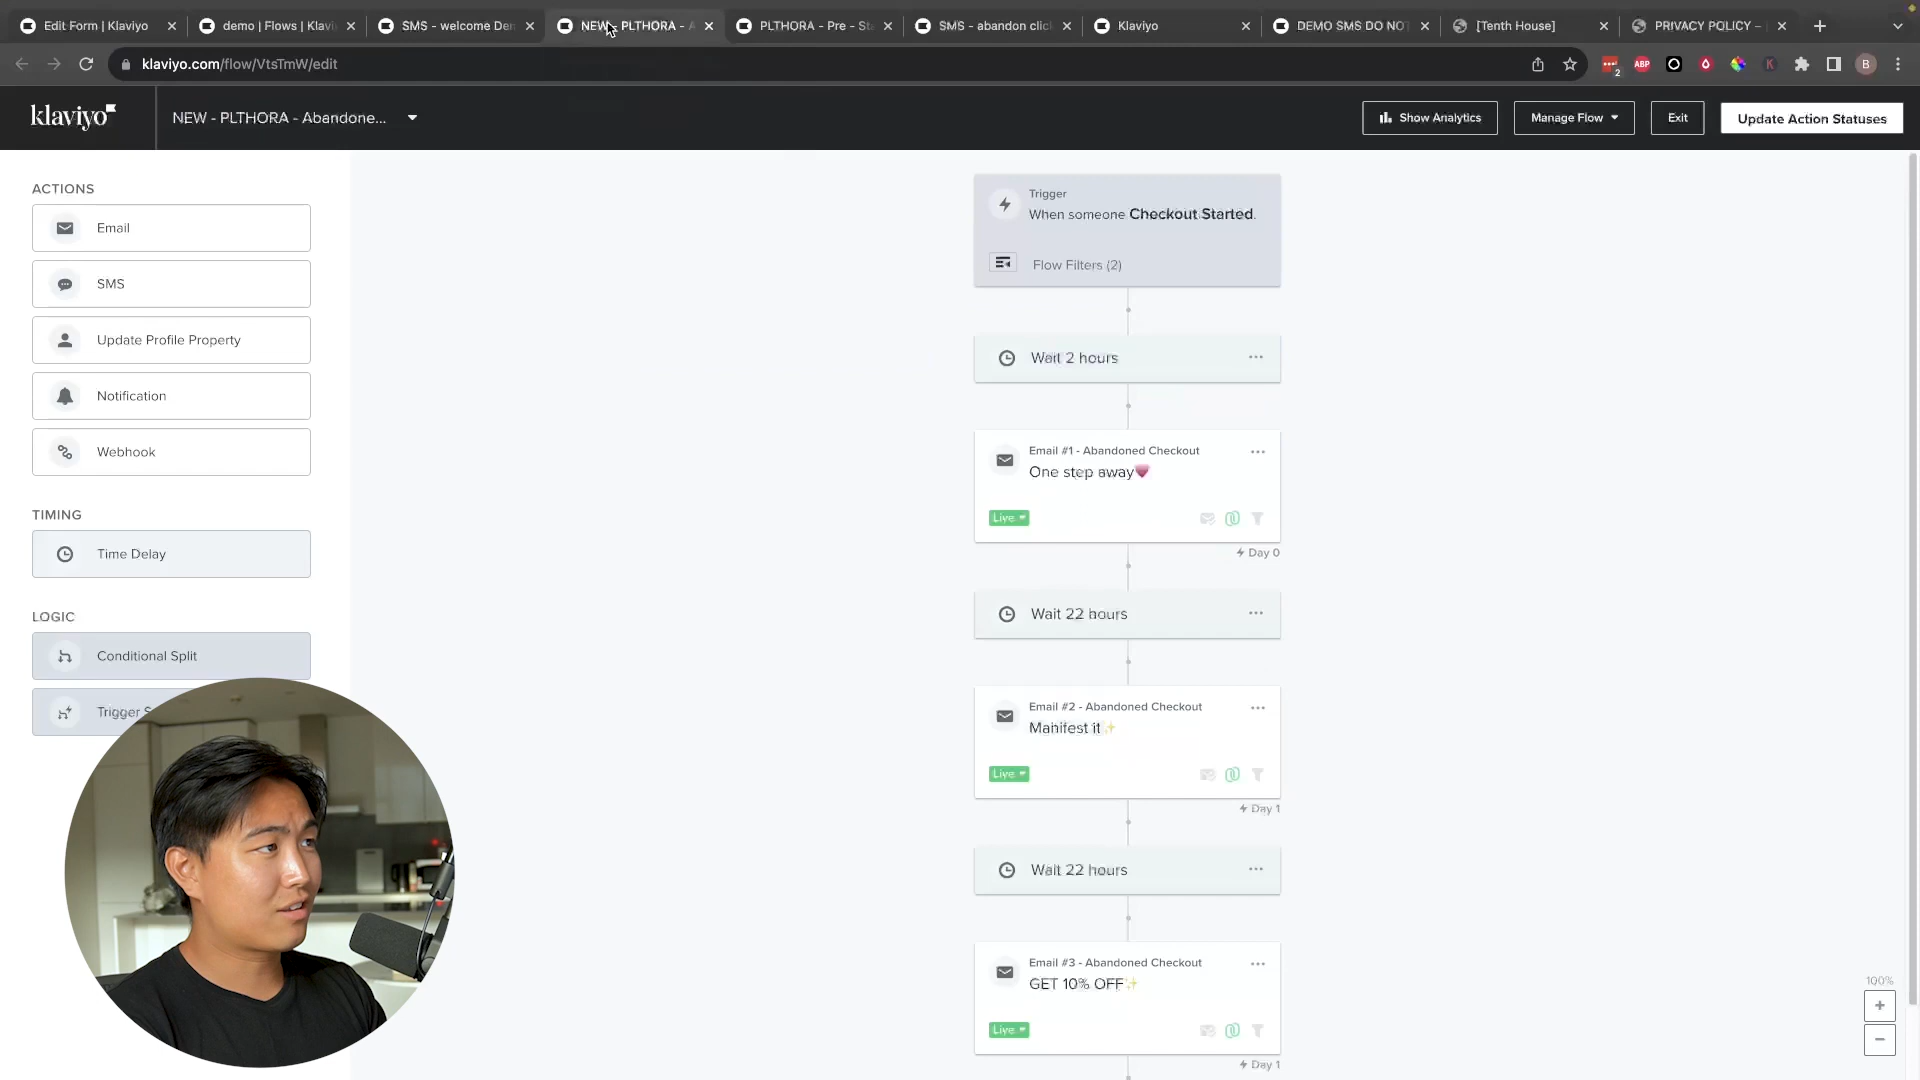 Edit Form | Klaviyo
demo | Flows | Klavi
SMS - welcome Den
NEW - PLTHORA - A
PLTHORA - Pre - Sta
SMS - abandon clic
Klaviyo
DEMO SMS DO NO
[Tenth House]
PRIVACY POLICY –
klaviyo.com/flow/VtsTmW/edit
2
ABP
K
B
klaviyo
NEW - PLTHORA - Abandone...
Show Analytics
Manage Flow
Exit
Update Action Statuses
ACTIONS
Email
SMS
Update Profile Property
Notification
Webhook
TIMING
Time Delay
LOGIC
Conditional Split
Trigger S
Trigger
When someone Checkout Started.
Flow Filters (2)
Wait 2 hours
Email #1 - Abandoned Checkout
One step away
Live
Day 0
Wait 22 hours
Email #2 - Abandoned Checkout
Manifest it✨
Live
Day 1
Wait 22 hours
Email #3 - Abandoned Checkout
GET 10% OFF✨
Live
Day 1
100%